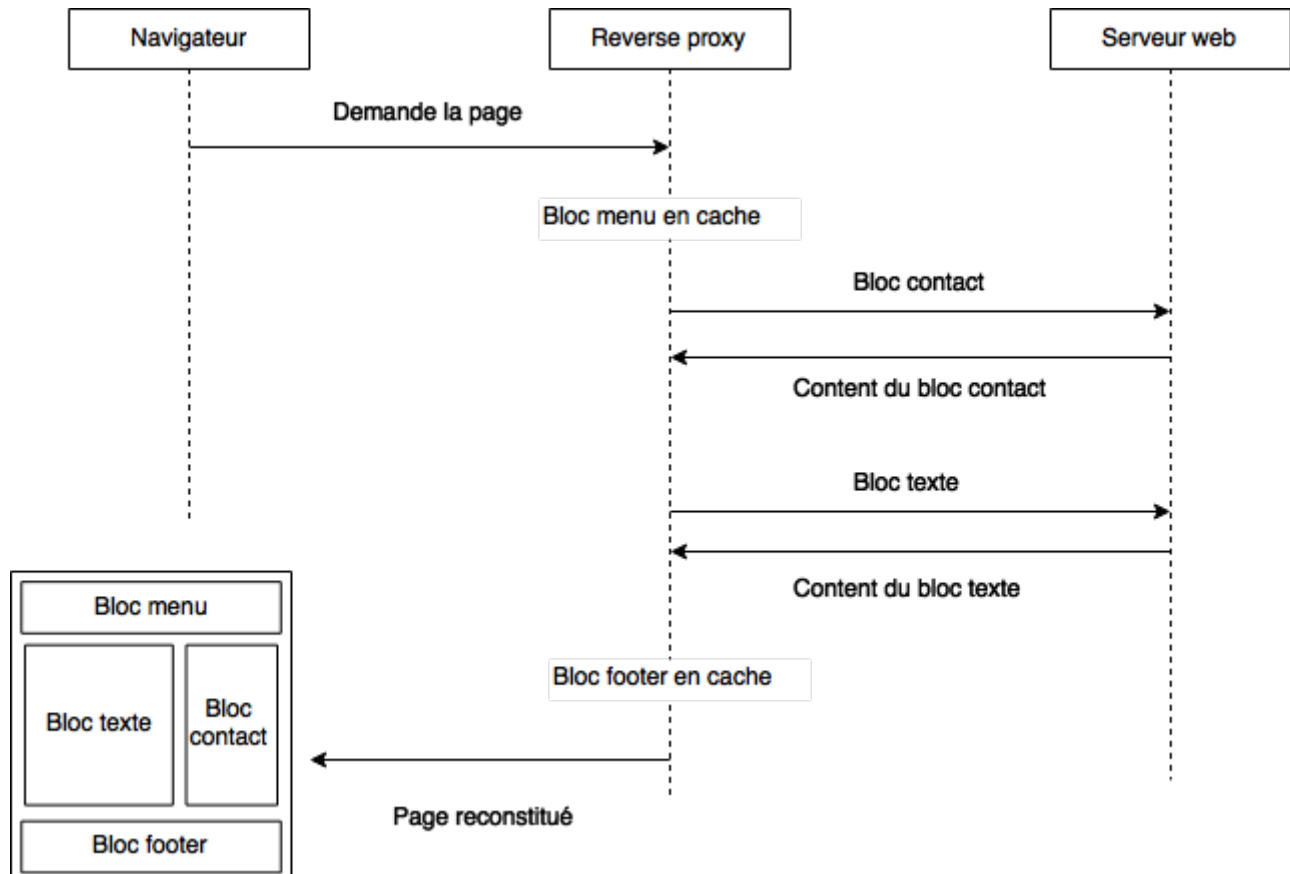 Navigateur
Reverse proxy
Serveur web
Demande la page
Bloc menu en cache
Bloc contact
Content du bloc contact
Bloc texte
Content du bloc texte
Bloc menu
Bloc footer en cache
Bloc texte
Bloc
contact
Page reconstitué
Bloc footer